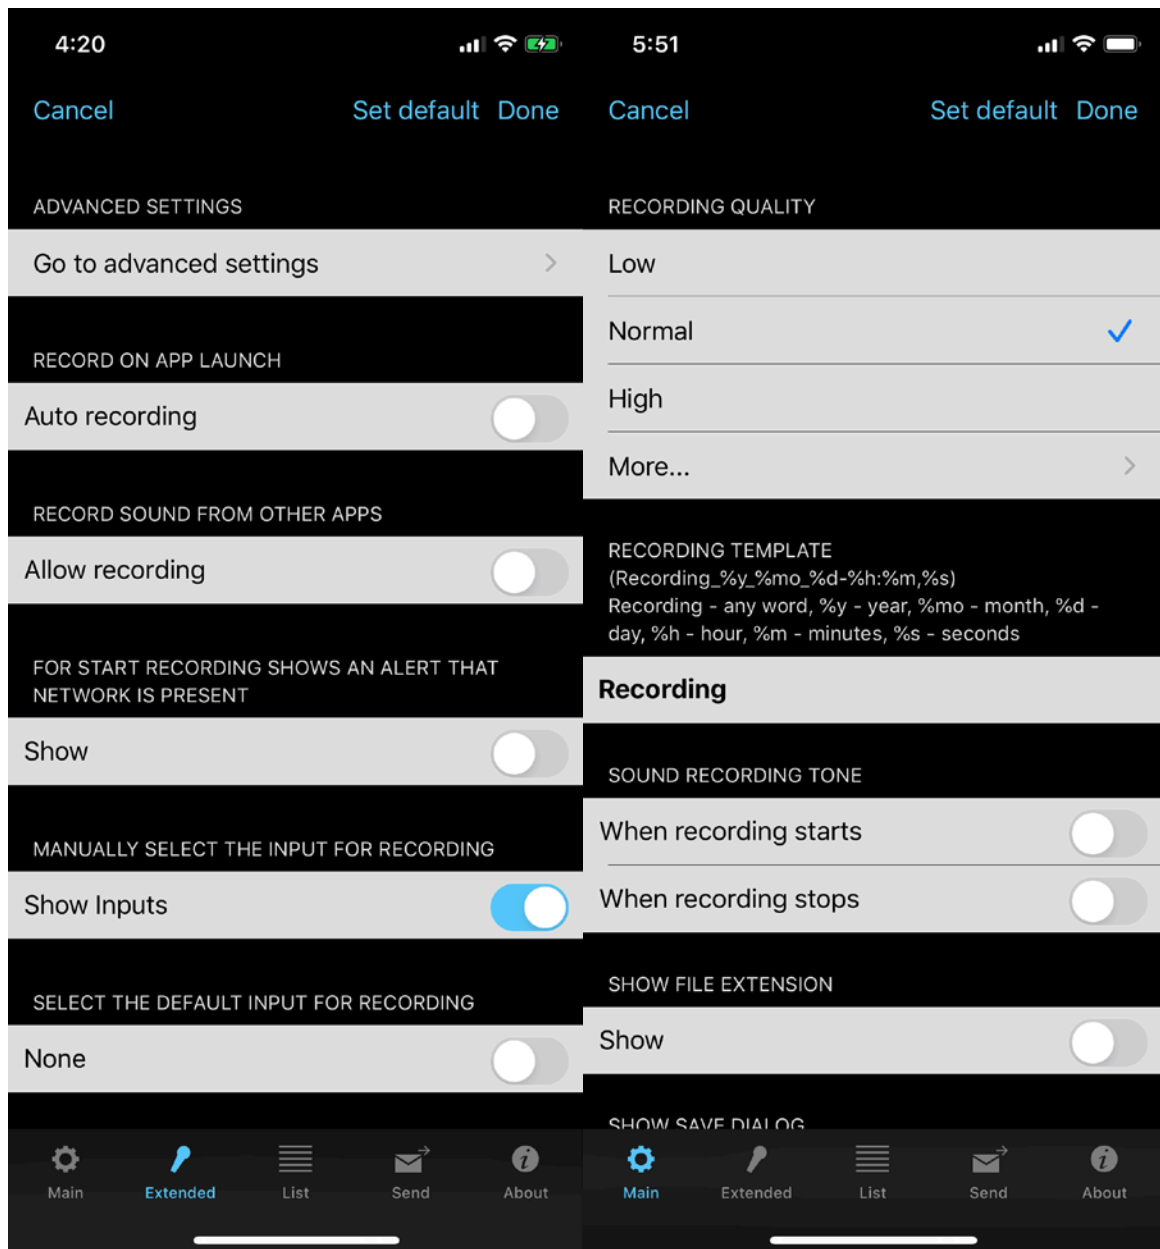 4:20
Cancel
Set default Done
ADVANCED SETTINGS
Go to advanced settings
RECORD ON APP LAUNCH
Auto recording
RECORD SOUND FROM OTHER APPS
Allow recording
FOR START RECORDING SHOWS AN ALERT THAT
NETWORK IS PRESENT
Show
MANUALLY SELECT THE INPUT FOR RECORDING
Show Inputs
SELECT THE DEFAULT INPUT FOR RECORDING
None
Main Extended List Send About
5:51
Cancel
Set default Done
RECORDING QUALITY
Low
Normal
High
More...
RECORDING TEMPLATE
(Recording_%y_%mo_%d-%h:%m,%s)
Recording - any word, %y - year, %mo - month, %d -
day, %h - hour, %m - minutes, %s - seconds
Recording
SOUND RECORDING TONE
When recording starts
When recording stops
SHOW FILE EXTENSION
Show
SHOW SAVE DIALOG
Main Extended List Send About